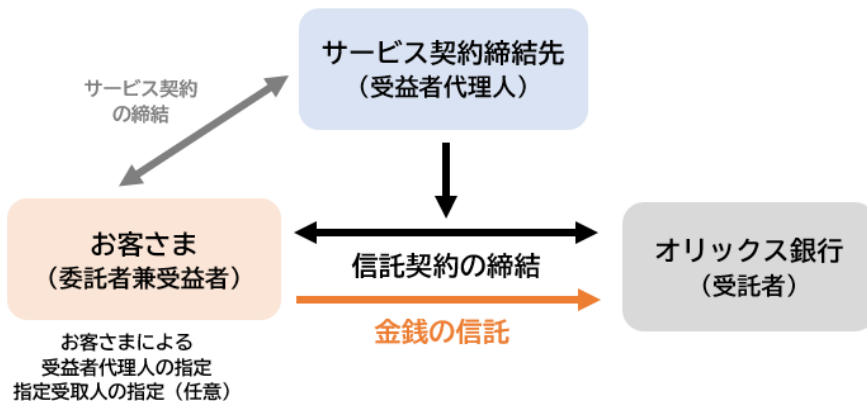 サービス契約締結先
（受益者代理人）
サービス契約
の締結
お客さま
（委託者兼受益者）
信託契約の締結
オリックス銀行
（受託者）
金銭の信託
お客さまによる
受益者代理人の指定
指定受取人の指定（任意）